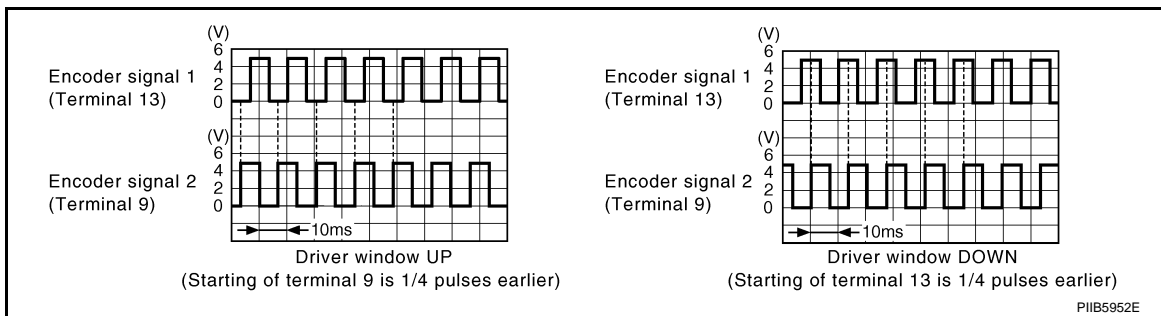 (V)
6
4
2
0
Encoder signal 1
(Terminal 13)
(V)
6
4
2
0
Encoder signal 2
(Terminal 9)
10ms
Driver window UP
(Starting of terminal 9 is 1/4 pulses earlier)
(V)
6
4
2
0
Encoder signal 1
(Terminal 13)
(V)
6
4
2
0
Encoder signal 2
(Terminal 9)
10ms
Driver window DOWN
(Starting of terminal 13 is 1/4 pulses earlier)
PIIB5952E